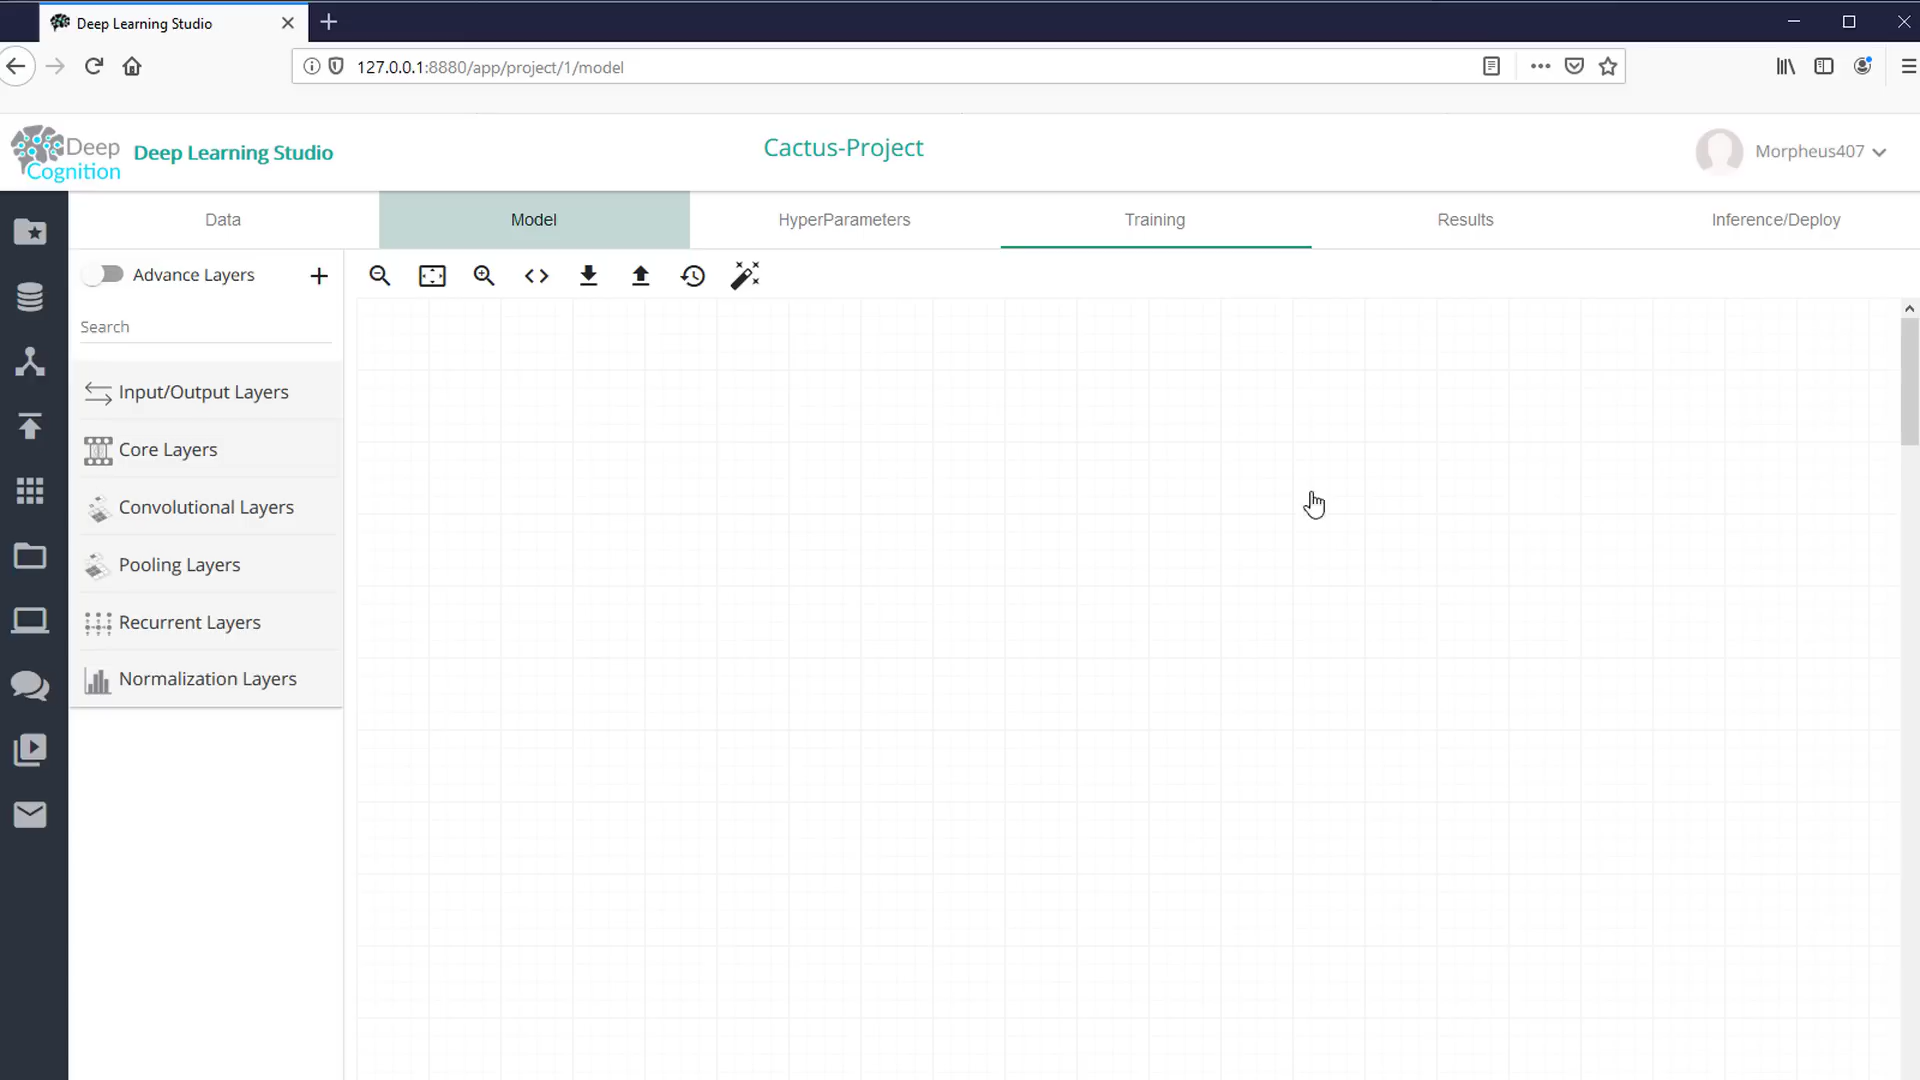 Deep Learning Studio
127.0.0.1:8880/app/project/1/model
Deep
Cognition
Deep Learning Studio
Cactus-Project
Morpheus407
Data
Model
HyperParameters
Training
Results
Inference/Deploy
Advance Layers
Search
Input/Output Layers
Core Layers
Convolutional Layers
Pooling Layers
Recurrent Layers
Normalization Layers